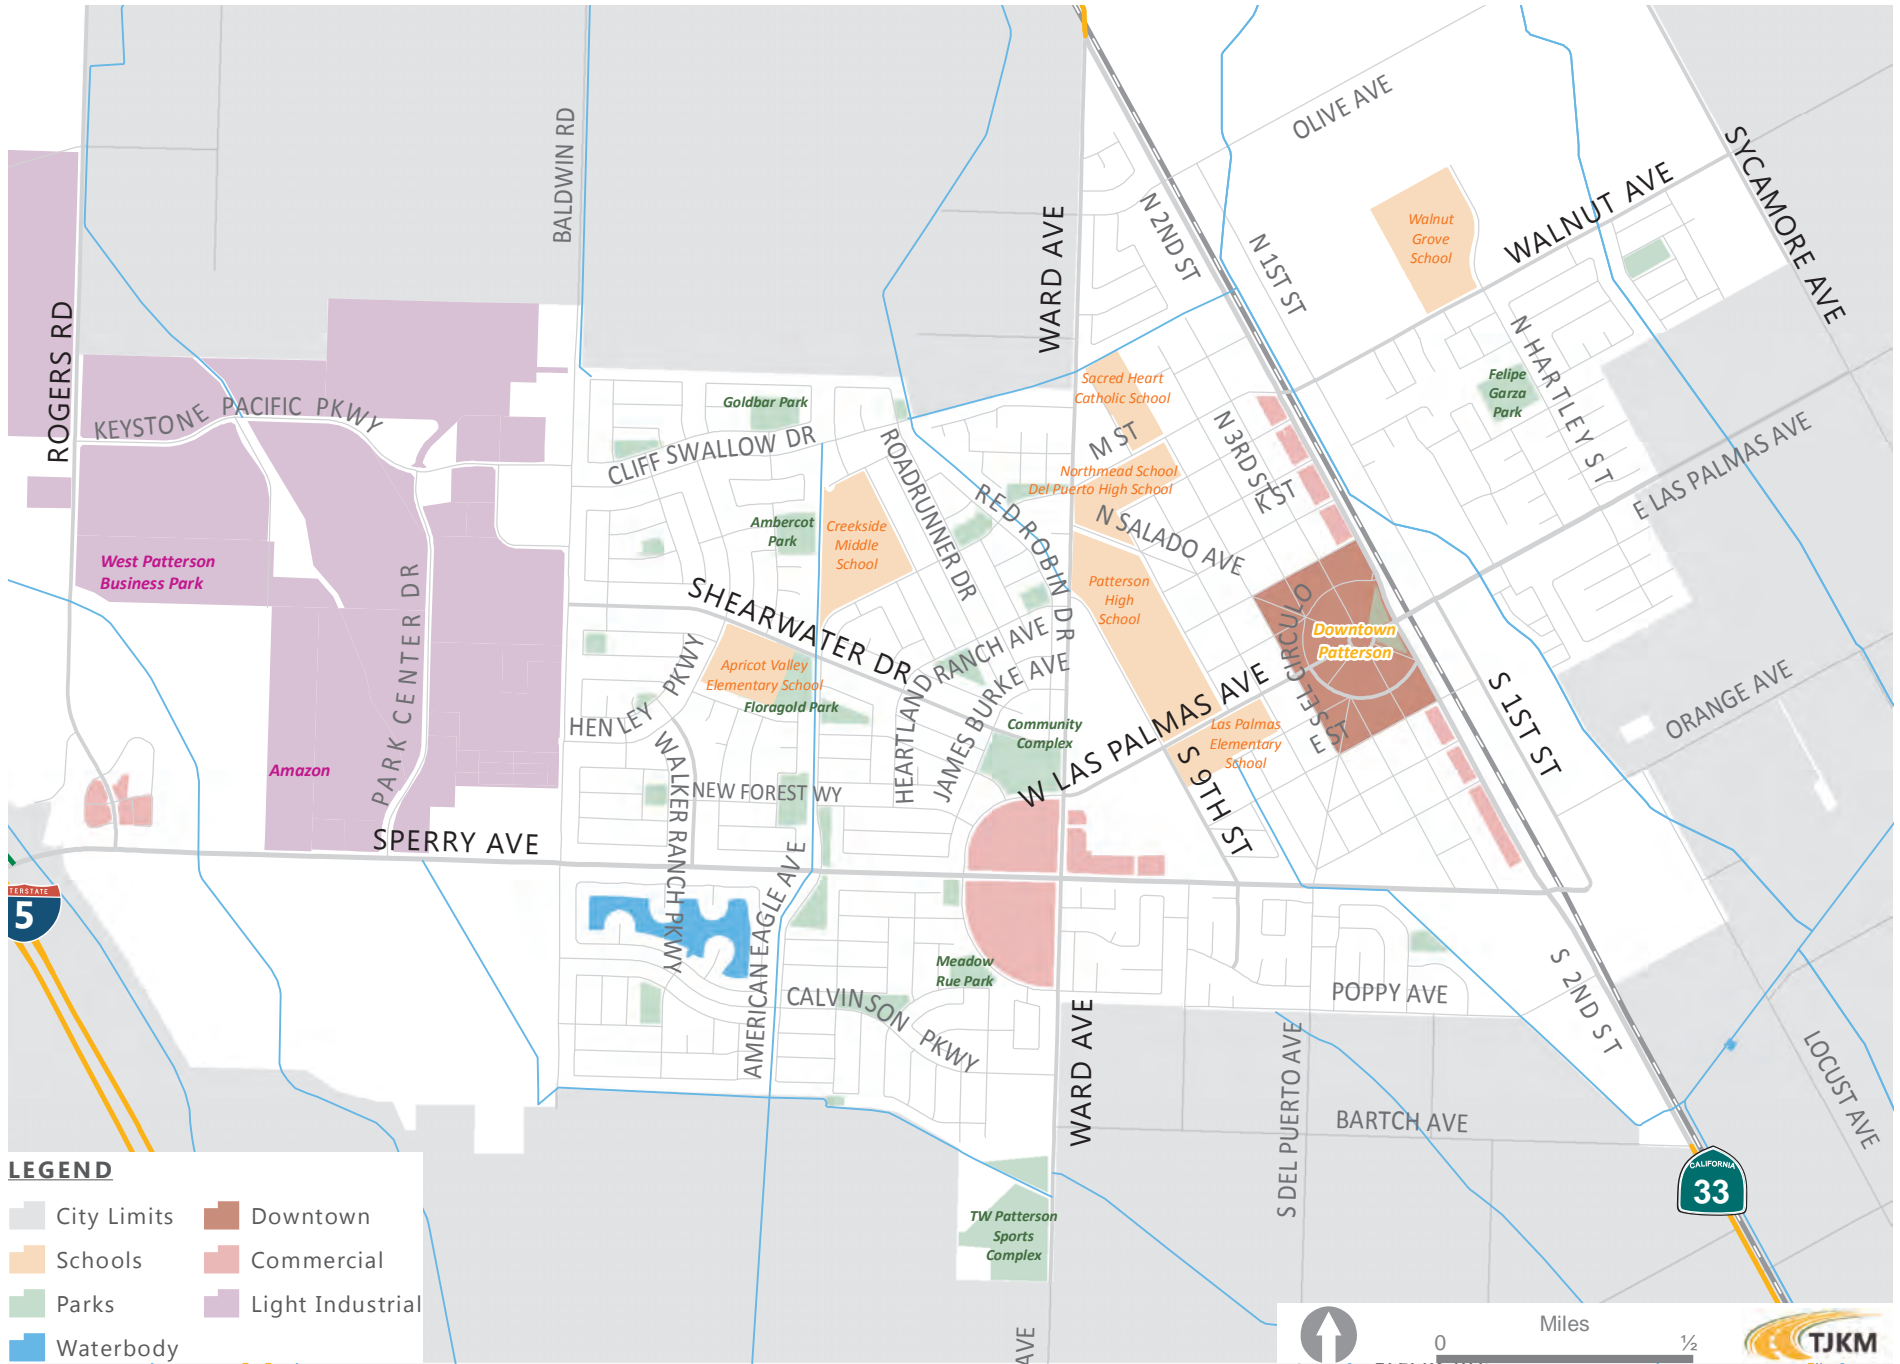 OLIVE AVE
SYCAMORE AVE
WALNUT AVE
BALDWIN RD
WARD AVE
N 2ND ST
N 1ST ST
Walnut
Grove
School
ROGERS RD
N HARTLEY ST
Felipe
Garza
Park
Sacred Heart
Catholic School
Goldbar Park
KEYSTONE PACIFIC PKWY
CLIFF SWALLOW DR
ROADRUNNER DR
M ST
N 3RD ST
K ST
E LAS PALMAS AVE
Northmead School
Del Puerto High School
RED ROBIN DR
N SALADO AVE
Ambercot
Park
Creekside
Middle
School
West Patterson
Business Park
PARK CENTER DR
SHEARWATER DR
Patterson
High
School
EL CIRCULO
Downtown
Patterson
HEARTLAND RANCH AVE
JAMES BURKE AVE
Apricot Valley
Elementary School
Floragold Park
HENLEY PKWY
WALKER RANCH PKWY
Community
Complex
W LAS PALMAS AVE
Las Palmas
Elementary
School
E ST
S 9TH ST
S 1ST ST
ORANGE AVE
Amazon
NEW FOREST WY
SPERRY AVE
AMERICAN EAGLE AVE
TERSTATE
5
Meadow
Rue Park
CALVINSON PKWY
POPPY AVE
S 2ND ST
WARD AVE
S DEL PUERTO AVE
BARTCH AVE
LOCUST AVE
CALIFORNIA
33
TW Patterson
Sports
Complex
AVE
LEGEND
City Limits
Downtown
Schools
Commercial
Parks
Light Industrial
Waterbody
Miles
0 ½
TJKM